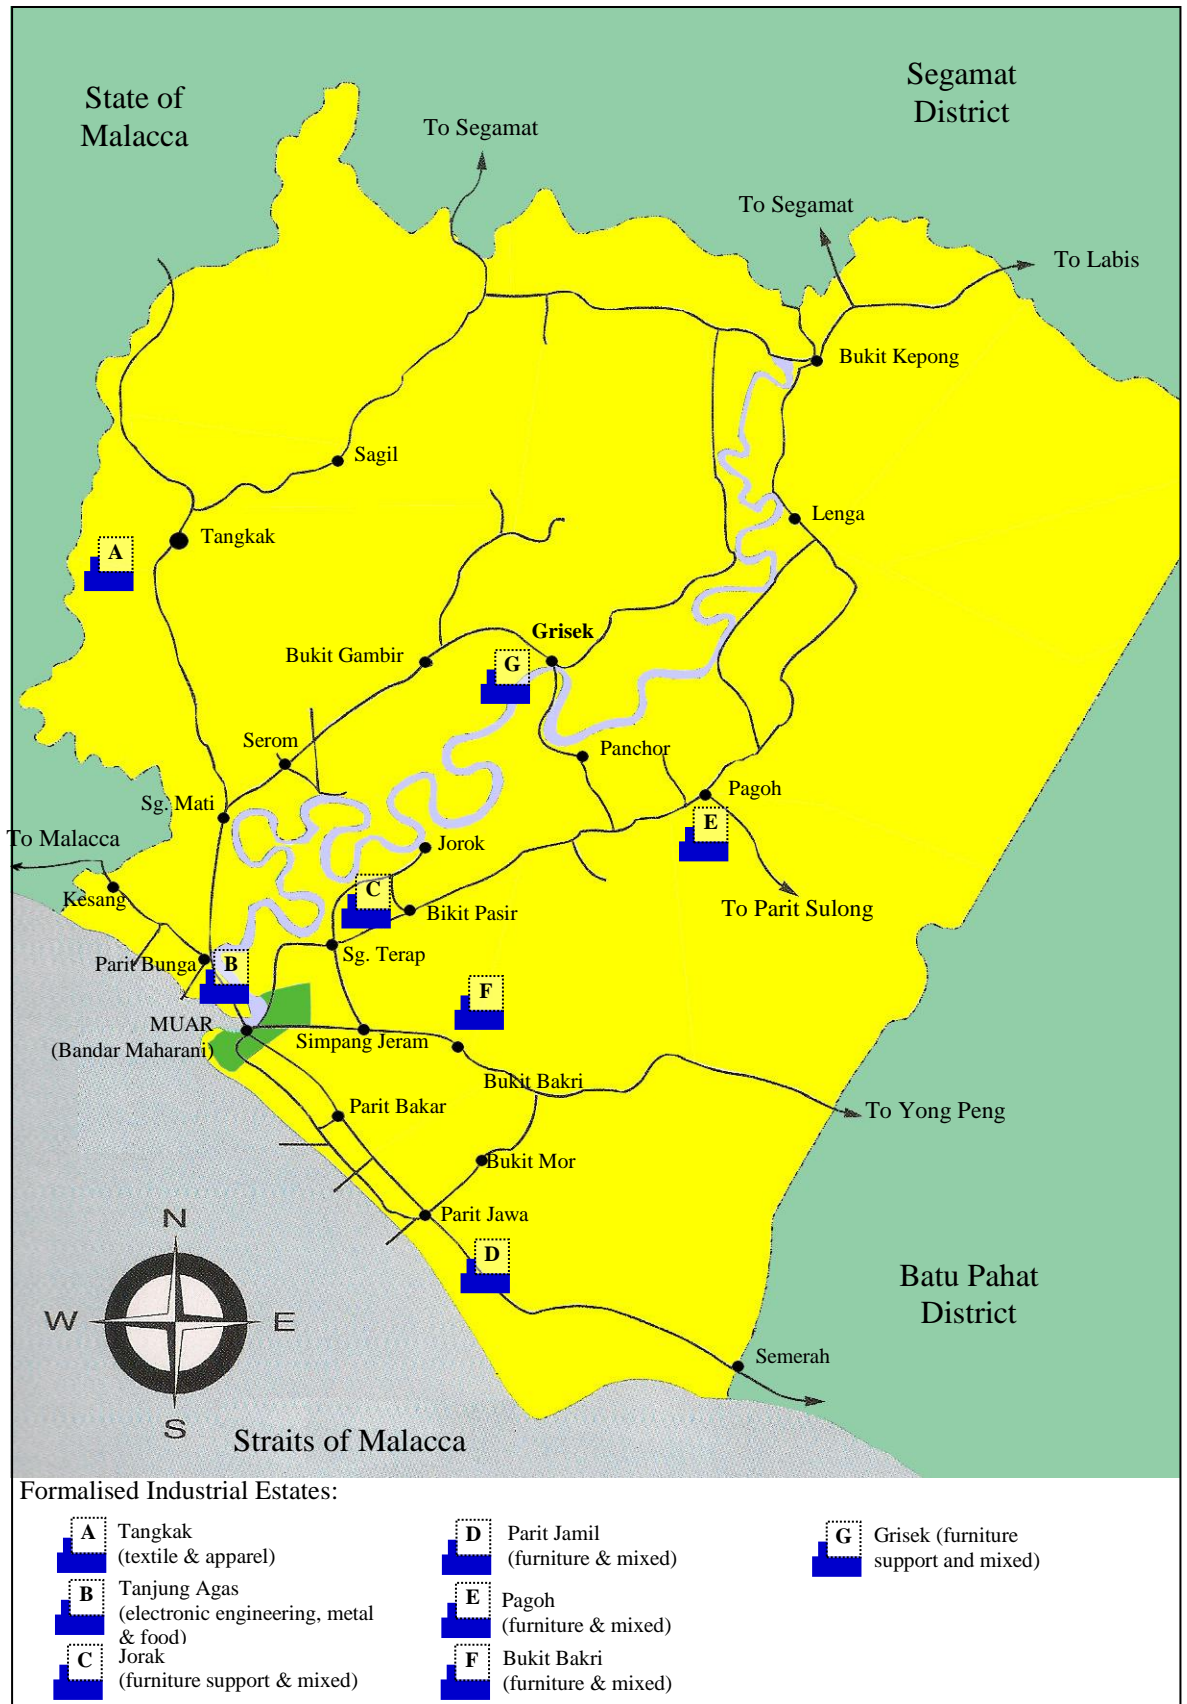 State of
Malacca
Segamat
District
To Segamat
To Segamat
To Labis
Bukit Kepong
Sagil
Lenga
Tangkak
A
Grisek
Bukit Gambir
G
Serom
Panchor
Pagoh
Sg. Mati
E
To Malacca
Jorok
C
Kesang
Bikit Pasir
To Parit Sulong
Sg. Terap
Parit Bunga
B
F
MUAR
(Bandar Maharani)
Simpang Jeram
Bukit Bakri
Parit Bakar
To Yong Peng
Bukit Mor
Parit Jawa
N
W
E
S
D
Batu Pahat
District
Semerah
Straits of Malacca
Formalised Industrial Estates:
A
Tangkak
(textile & apparel)
B
Tanjung Agas
(electronic engineering, metal
& food)
C
Jorak
(furniture support & mixed)
D
Parit Jamil
(furniture & mixed)
E
Pagoh
(furniture & mixed)
F
Bukit Bakri
(furniture & mixed)
G
Grisek (furniture
support and mixed)